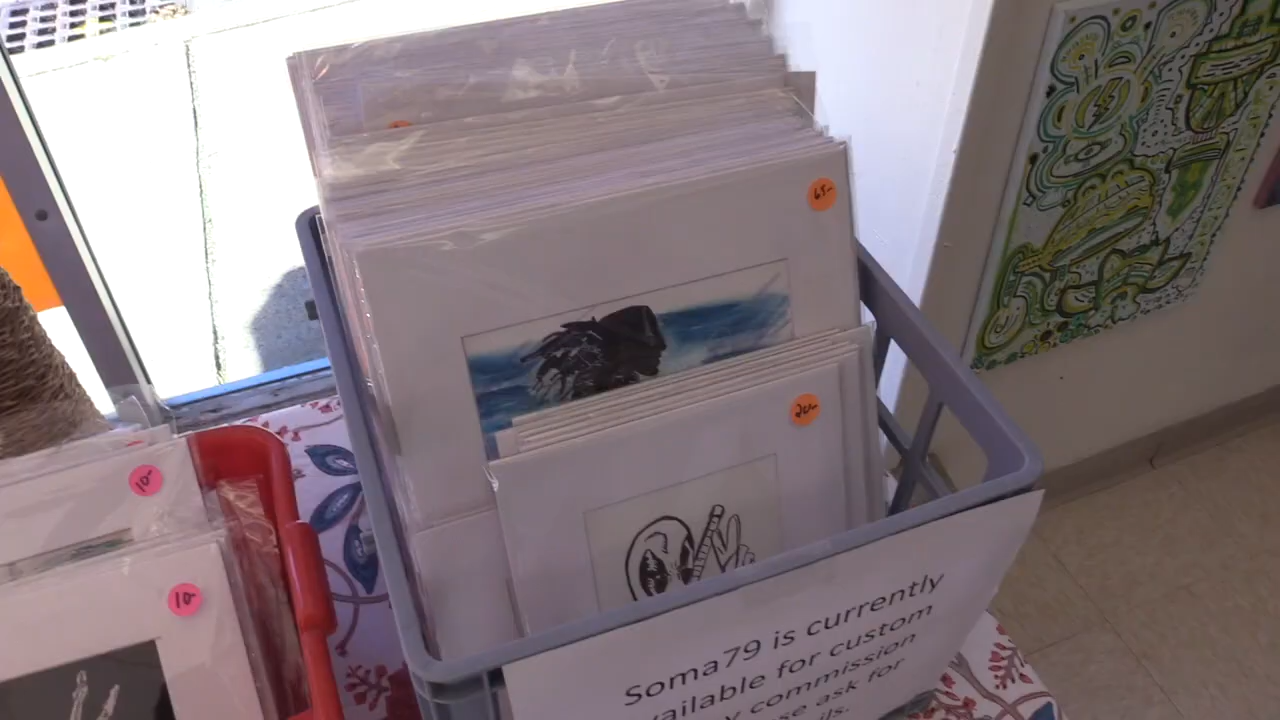 65-
20-
10-
10-
Soma79 is currently
vailable for custom
y commission
se ask for
ils.